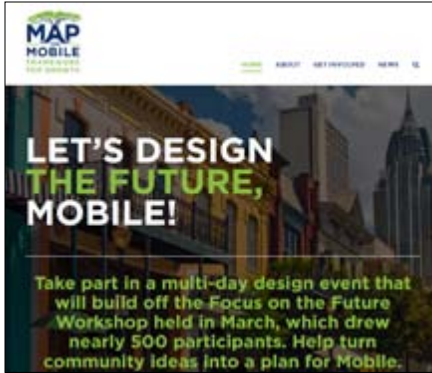 MAP
for
MOBILE
FRAMEWORK
FOR GROWTH
HOME ABOUT GET INVOLVED NEWS
LET'S DESIGN
THE FUTURE,
MOBILE!
Take part in a multi-day design event that
will build off the Focus on the Future
Workshop held in March, which drew
nearly 500 participants. Help turn
community ideas into a plan for Mobile.